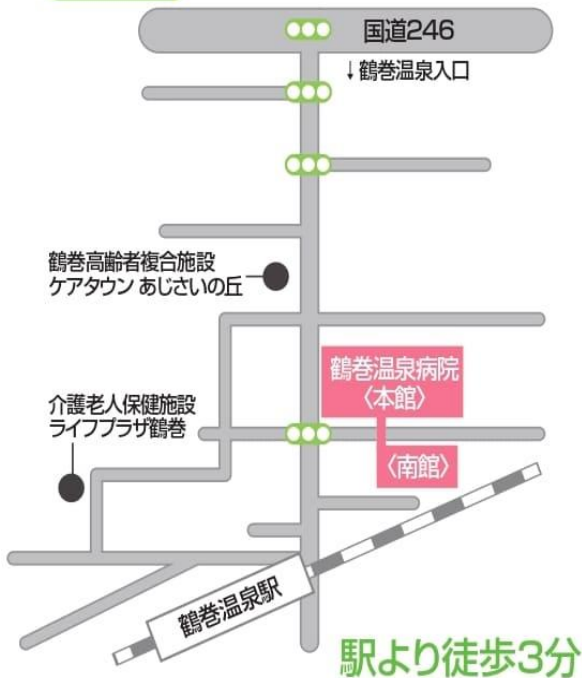 国道246
↓鶴巻温泉入口
鶴巻高齢者複合施設
ケアタウン あじさいの丘
鶴巻温泉病院
〈本館〉
介護老人保健施設
ライフプラザ鶴巻
〈南館〉
鶴巻温泉駅
駅より徒歩3分